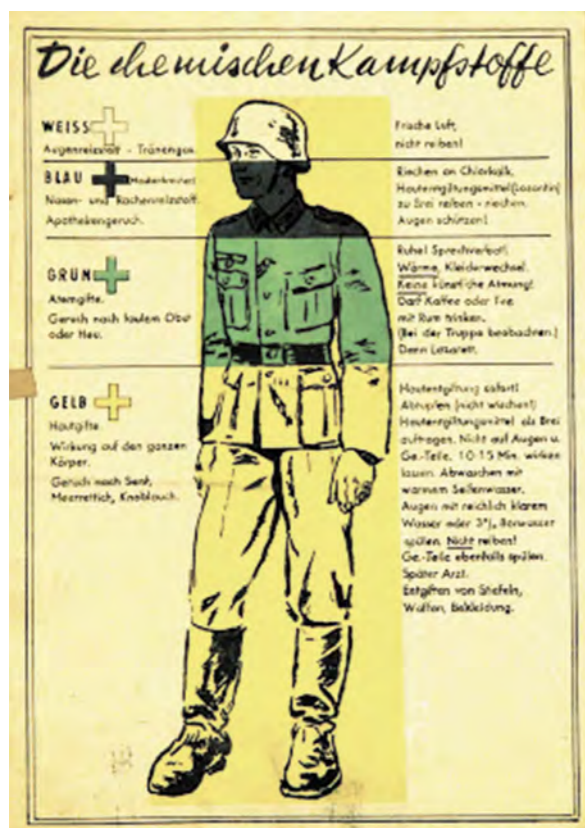 Die chemischen Kampfstoffe
WEISS
Augenreizstoff - Tränengas.
Frische Luft,
nicht reiben!
BLAU (Maskenbrecher)
Nasen- und Rachenreizstoff.
Apothekengeruch.
Riechen an Chlorkalk,
Hautentgiftungsmittel (Losantin)
zu Brei reiben - riechen.
Augen schützen!
GRÜN
Atemgifte.
Geruch nach faulem Obst
oder Heu.
Ruhe! Sprechverbot!
Wärme, Kleiderwechsel.
Keine künstliche Atmung!
Darf Kaffee oder Tee
mit Rum trinken.
(Bei der Truppe beobachten.)
Dann Lazarett.
GELB
Hautgifte.
Wirkung auf den ganzen
Körper.
Geruch nach Senf,
Meerrettich, Knoblauch.
Hautentgiftung sofort!
Abtupfen (nicht wischen!)
Hautentgiftungsmittel als Brei
auftragen. Nicht auf Augen u.
Ge.-Teile. 10-15 Min. wirken
lassen. Abwaschen mit
warmem Seifenwasser.
Augen mit reichlich klarem
Wasser oder 3% Borwasser
spülen. Nicht reiben!
Ge.-Teile ebenfalls spülen.
Später Arzt.
Entgiften von Stiefeln,
Waffen, Bekleidung.